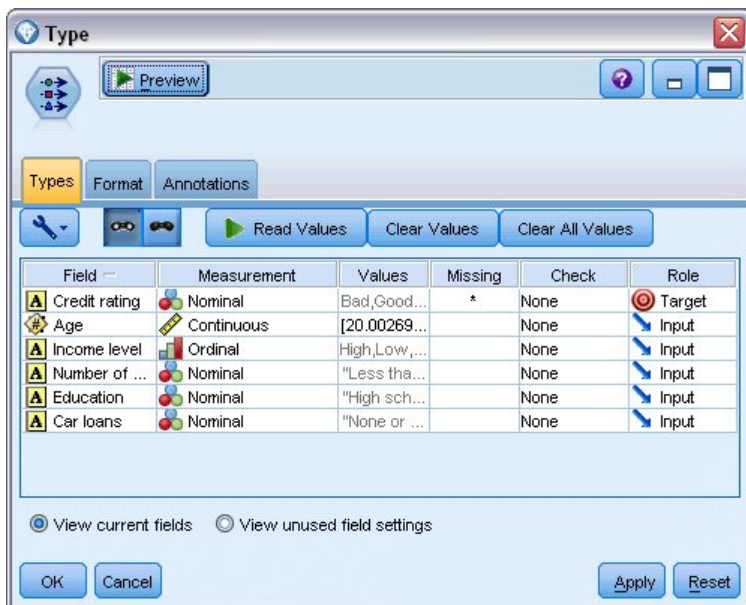 Type
Preview
Types Format Annotations
Read Values Clear Values Clear All Values
Field Measurement Values Missing Check Role
A Credit rating Nominal Bad,Good... * None Target
# Age Continuous [20.00269... None Input
A Income level Ordinal High,Low,... None Input
A Number of ... Nominal "Less tha... None Input
A Education Nominal "High sch... None Input
A Car loans Nominal "None or ... None Input
View current fields View unused field settings
OK Cancel Apply Reset